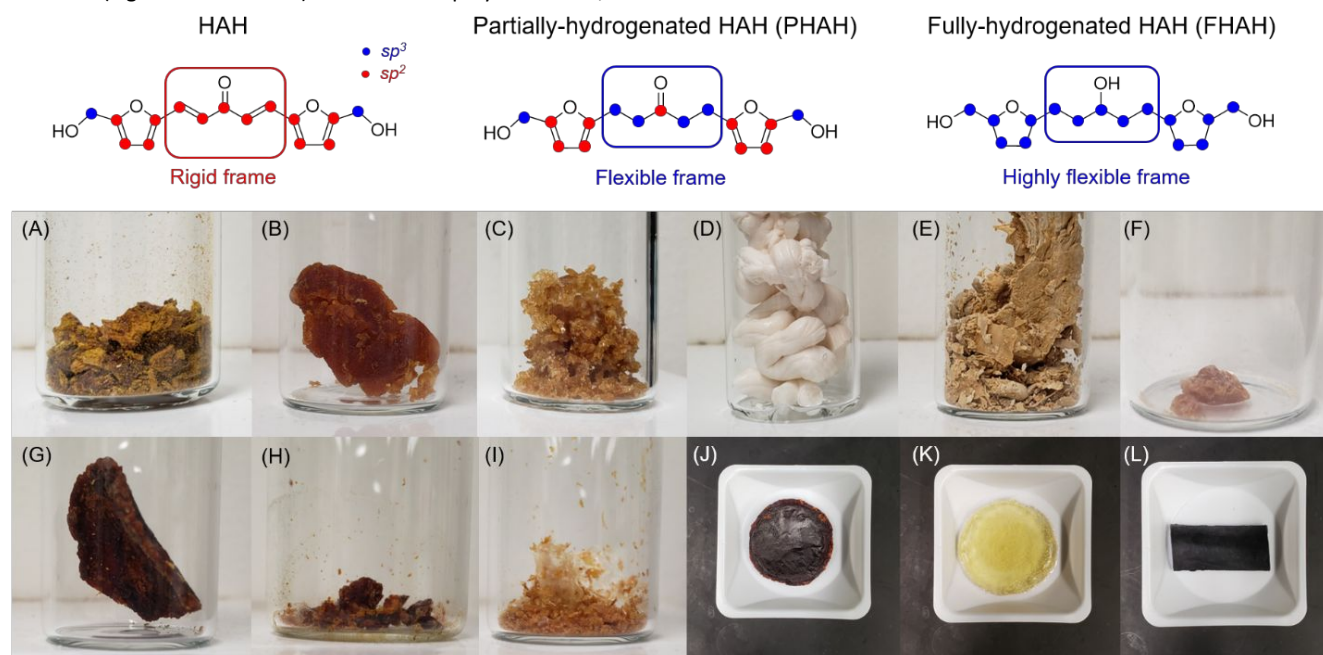 HAH
Partially-hydrogenated HAH (PHAH)
Fully-hydrogenated HAH (FHAH)
sp3
sp2
O
O
O
HO
OH
O
O
O
HO
OH
OH
O
O
HO
OH
Rigid frame
Flexible frame
Highly flexible frame
(A)
(B)
(C)
(D)
(E)
(F)
(G)
(H)
(I)
(J)
(K)
(L)